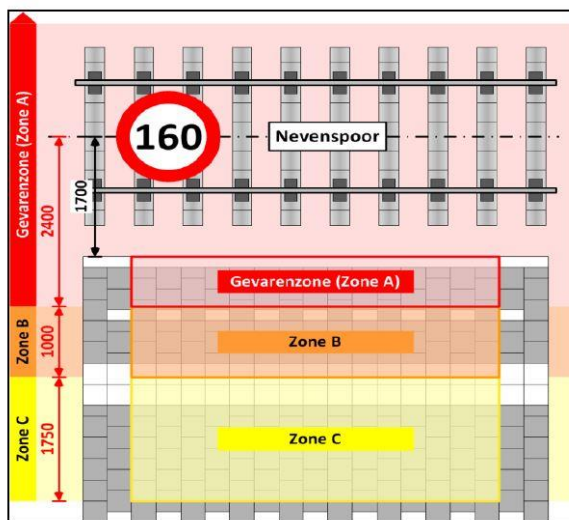 Gevarenzone (Zone A)
2400
1700
160
Nevenspoor
Gevarenzone (Zone A)
Zone B
1000
Zone B
Zone C
1750
Zone C